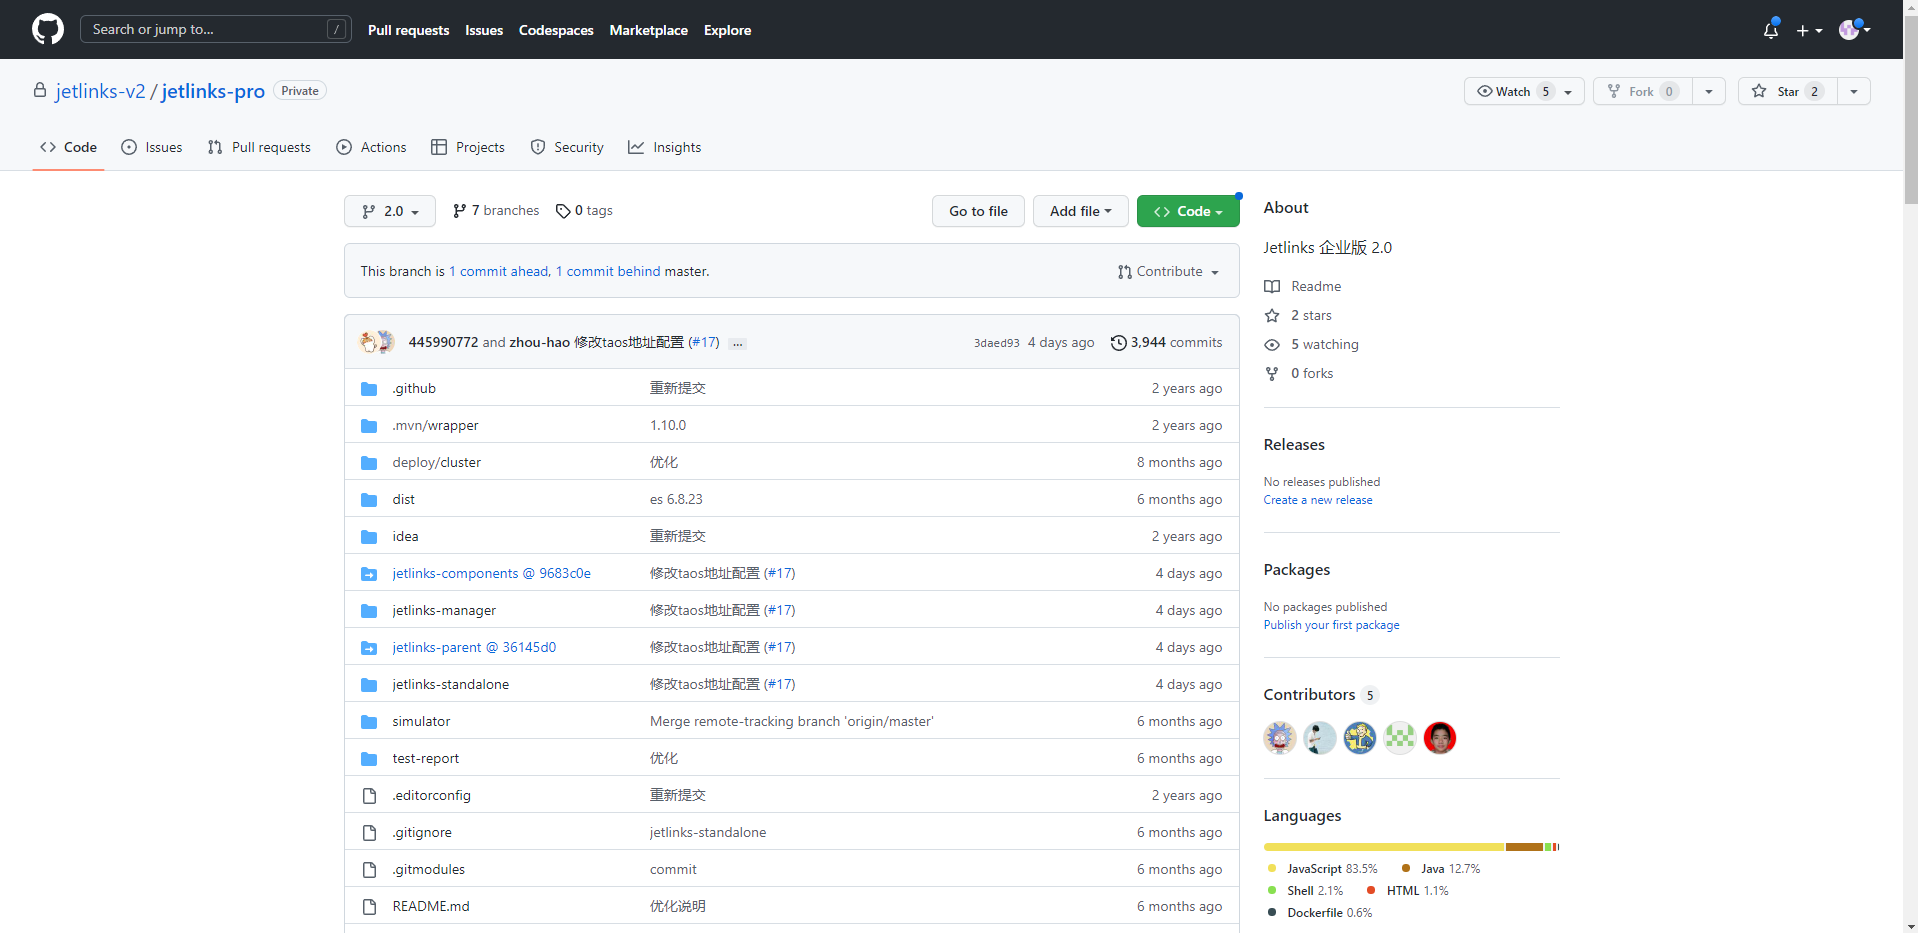 Search or jump to... /
Pull requests Issues Codespaces Marketplace Explore
jetlinks-v2 / jetlinks-pro Private
Watch 5 Fork 0 Star 2
Code Issues Pull requests Actions Projects Security Insights
2.0 7 branches 0 tags Go to file Add file Code
This branch is 1 commit ahead, 1 commit behind master. Contribute
445990772 and zhou-hao 修改taos地址配置 (#17) ... 3daed93 4 days ago 3,944 commits
.github 重新提交 2 years ago
.mvn/wrapper 1.10.0 2 years ago
deploy/cluster 优化 8 months ago
dist es 6.8.23 6 months ago
idea 重新提交 2 years ago
jetlinks-components @ 9683c0e 修改taos地址配置 (#17) 4 days ago
jetlinks-manager 修改taos地址配置 (#17) 4 days ago
jetlinks-parent @ 36145d0 修改taos地址配置 (#17) 4 days ago
jetlinks-standalone 修改taos地址配置 (#17) 4 days ago
simulator Merge remote-tracking branch 'origin/master' 6 months ago
test-report 优化 6 months ago
.editorconfig 重新提交 2 years ago
.gitignore jetlinks-standalone 6 months ago
.gitmodules commit 6 months ago
README.md 优化说明 6 months ago
About
Jetlinks 企业版 2.0
Readme
2 stars
5 watching
0 forks
Releases
No releases published
Create a new release
Packages
No packages published
Publish your first package
Contributors 5
Languages
JavaScript 83.5% Java 12.7%
Shell 2.1% HTML 1.1%
Dockerfile 0.6%